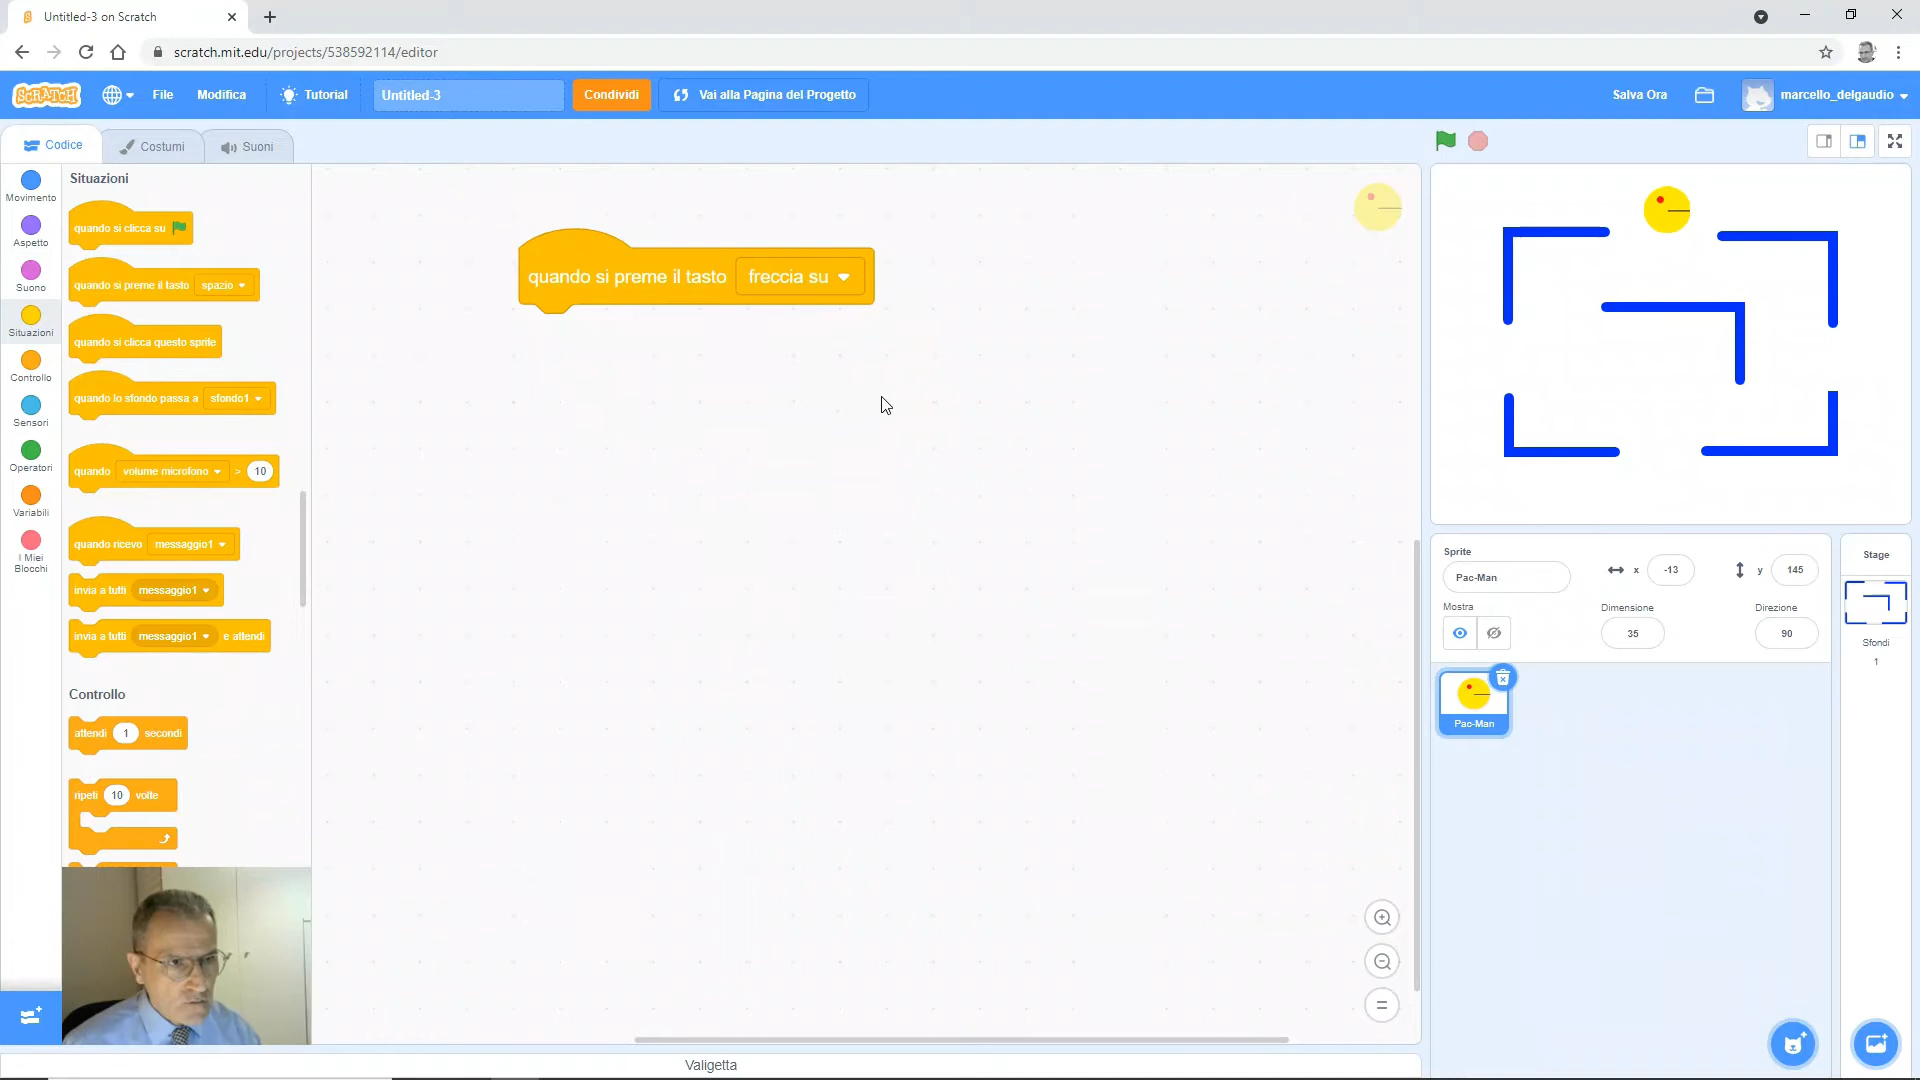 Untitled-3 on Scratch
scratch.mit.edu/projects/538592114/editor
SCRATCH
File
Modifica
Tutorial
Untitled-3
Condividi
Vai alla Pagina del Progetto
Salva Ora
marcello_delgaudio
Codice
Costumi
Suoni
Movimento
Aspetto
Suono
Situazioni
Controllo
Sensori
Operatori
Variabili
I Miei
Blocchi
Situazioni
quando si clicca su
quando si preme il tasto spazio
quando si clicca questo sprite
quando lo sfondo passa a sfondo1
quando volume microfono > 10
quando ricevo messaggio1
invia a tutti messaggio1
invia a tutti messaggio1 e attendi
Controllo
attendi 1 secondi
ripeti 10 volte
quando si preme il tasto freccia su
Valigetta
Sprite
Pac-Man
x -13
y 145
Mostra
Dimensione
35
Direzione
90
Pac-Man
Stage
Sfondi
1